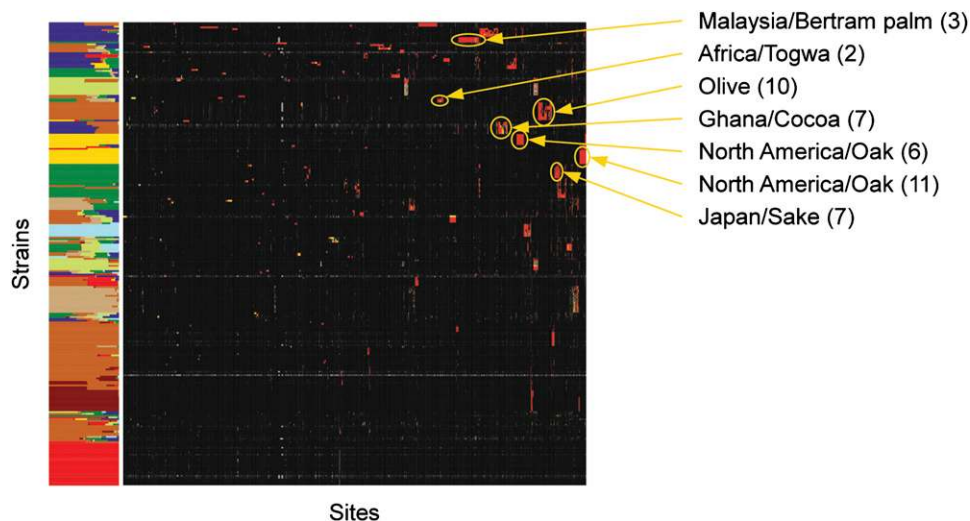 Malaysia/Bertram palm (3)
Africa/Togwa (2)
Olive (10)
Ghana/Cocoa (7)
North America/Oak (6)
North America/Oak (11)
Japan/Sake (7)
Strains
Sites